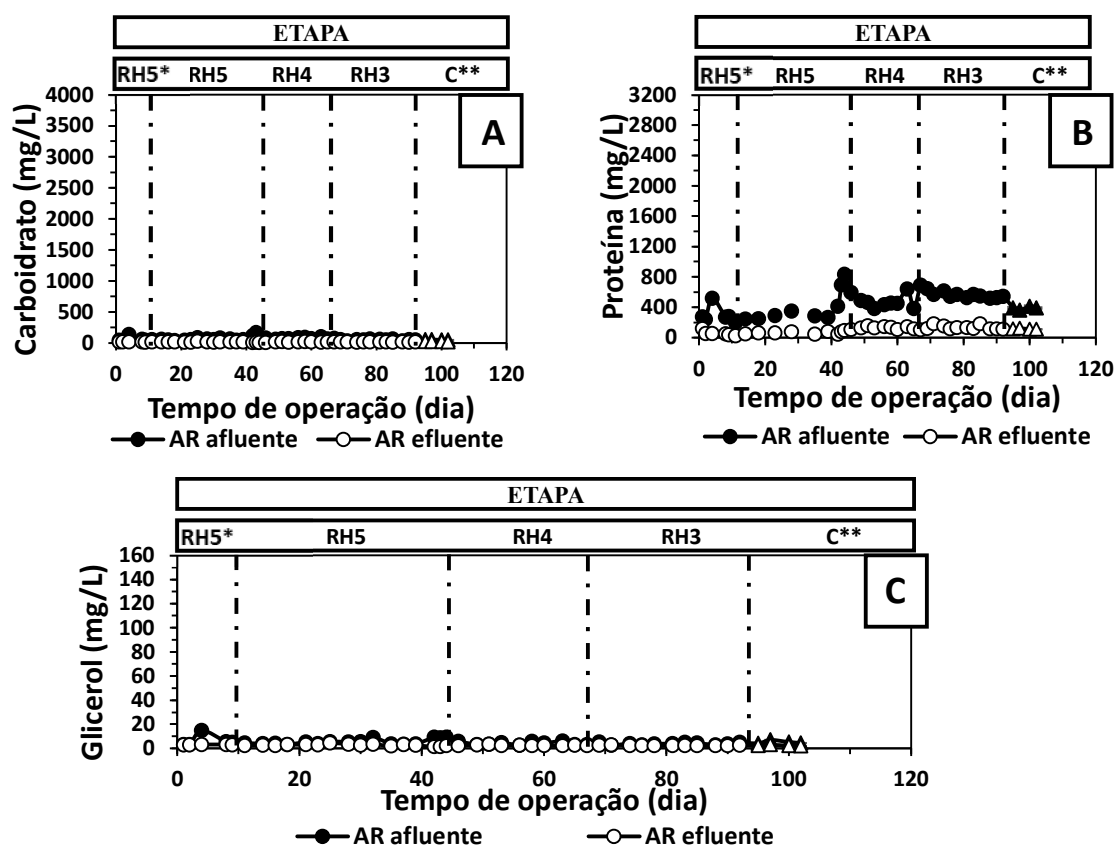 ETAPA
RH5* RH5 RH4 RH3 C**
4000
3500
3000
2500
2000
1500
1000
500
0
Carboidrato (mg/L)
A
0 20 40 60 80 100 120
Tempo de operação (dia)
AR afluente AR efluente
ETAPA
RH5* RH5 RH4 RH3 C**
3200
2800
2400
2000
1600
1200
800
400
0
Proteína (mg/L)
B
0 20 40 60 80 100 120
Tempo de operação (dia)
AR afluente AR efluente
ETAPA
RH5* RH5 RH4 RH3 C**
160
140
120
100
80
60
40
20
0
Glicerol (mg/L)
C
0 20 40 60 80 100 120
Tempo de operação (dia)
AR afluente AR efluente